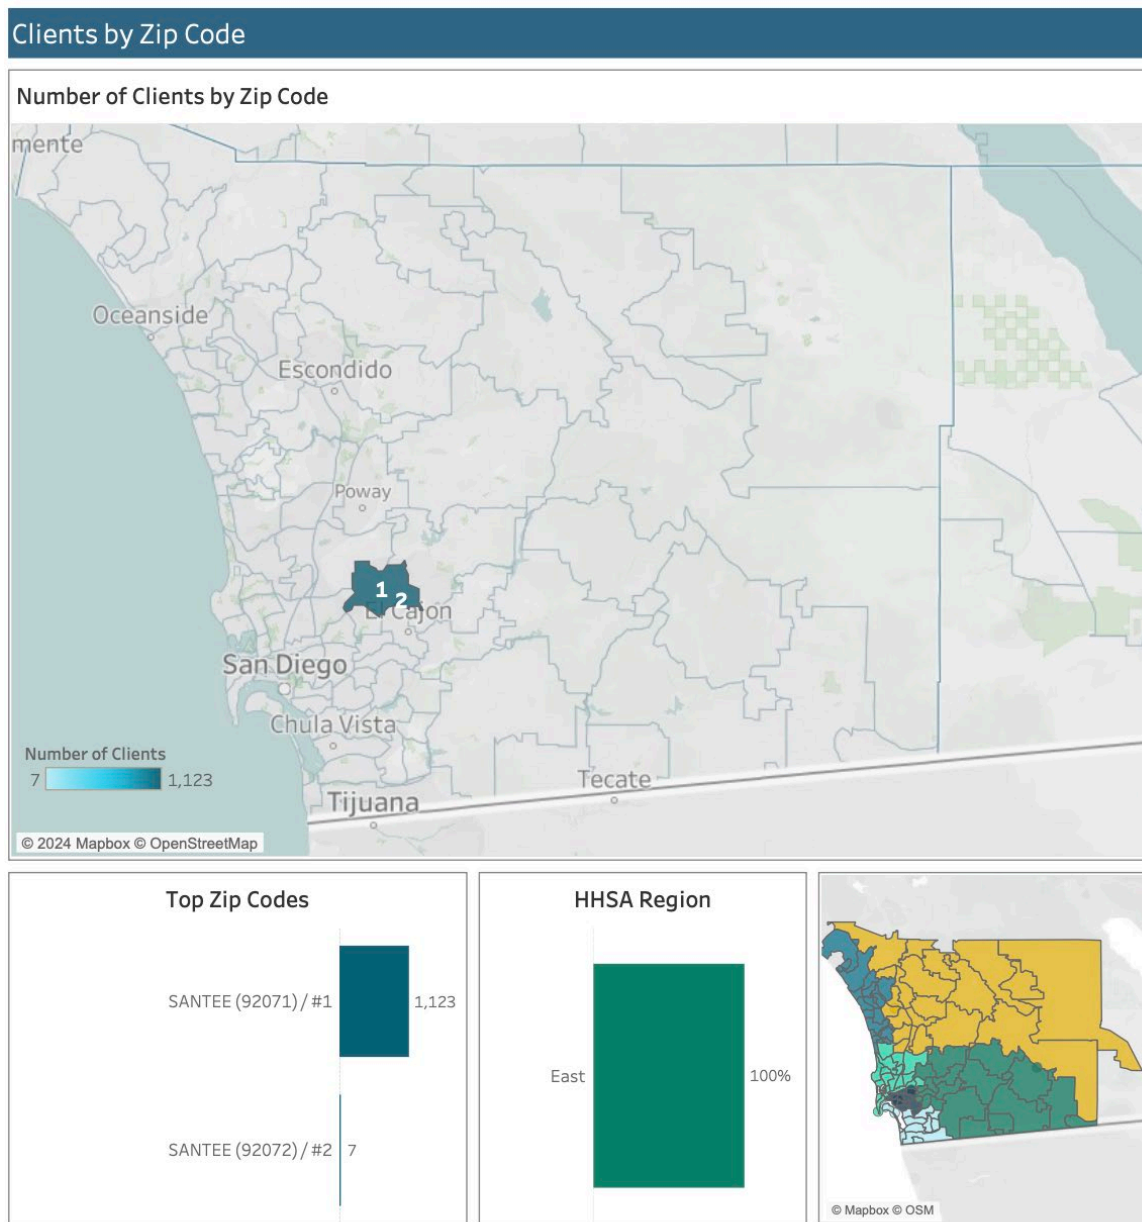 Clients by Zip Code
Number of Clients by Zip Code
mente
Oceanside
Escondido
Poway
1
2
El Cajon
San Diego
Chula Vista
Number of Clients
7 1,123
Tecate
Tijuana
© 2024 Mapbox © OpenStreetMap
Top Zip Codes
SANTEE (92071) / #1 1,123
SANTEE (92072) / #2 7
HHSA Region
East 100%
© Mapbox © OSM